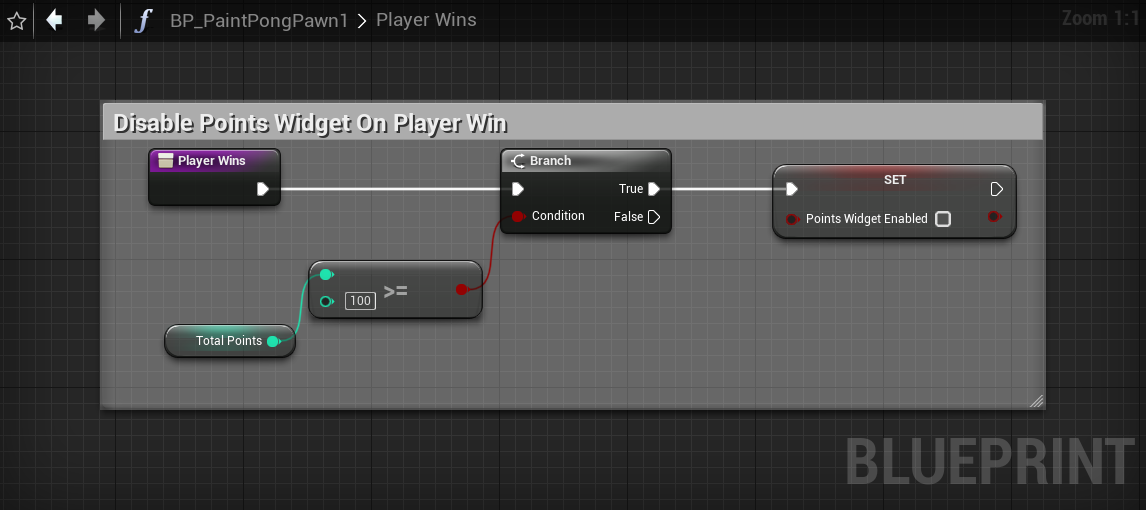 BP_PaintPongPawn1 > Player Wins
Zoom 1:1
Disable Points Widget On Player Win
Player Wins
Branch
True
Condition
False
SET
Points Widget Enabled
100
>=
Total Points
BLUEPRINT